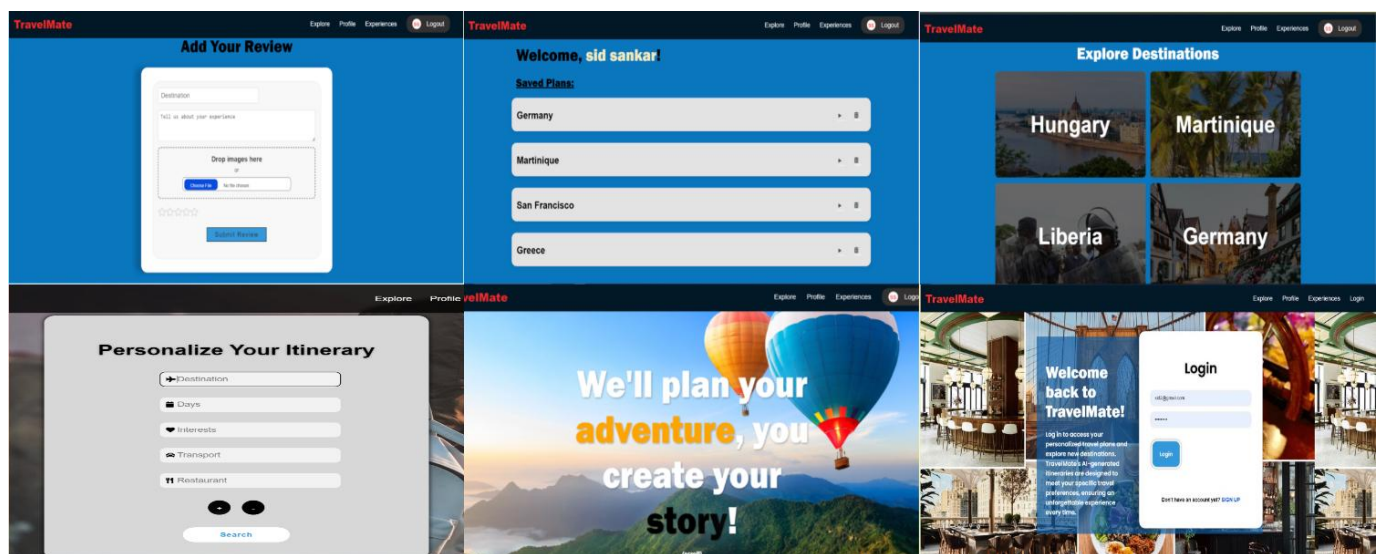 TravelMate
Explore Profile Experiences Logout
Add Your Review
Destination
Tell us about your experience
Drop images here
or
Choose File No file chosen
Submit Review
TravelMate
Explore Profile Experiences Logout
Welcome, sid sankar!
Saved Plans:
Germany
Martinique
San Francisco
Greece
TravelMate
Explore Profile Experiences Logout
Explore Destinations
Hungary Martinique
Liberia Germany
Explore Profile
Personalize Your Itinerary
Destination
Days
Interests
Transport
Restaurant
Search
velMate
Explore Profile Experiences Logo
We'll plan your
adventure, you
create your
story!
TravelMate
Explore Profile Experiences Login
Welcome
back to
TravelMate!
Log in to access your
personalized travel plans and
explore new destinations.
TravelMate's AI-generated
itineraries are designed to
meet your specific travel
preferences, ensuring an
unforgettable experience
every time.
Login
Login
Don't have an account yet? SIGN UP